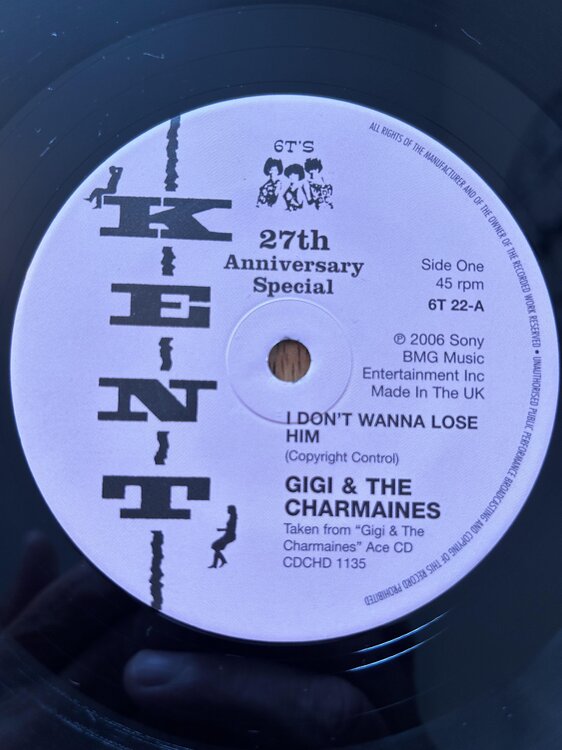 6T'S
KENT
27th
Anniversary
Special
Side One
45 rpm
6T 22-A
℗ 2006 Sony
BMG Music
Entertainment Inc
Made In The UK
I DON'T WANNA LOSE
HIM
(Copyright Control)
GIGI & THE
CHARMAINES
Taken from "Gigi & The
Charmaines" Ace CD
CDCHD 1135
ALL RIGHTS OF THE MANUFACTURER AND OF THE OWNER OF THE RECORDED WORK RESERVED • UNAUTHORISED PUBLIC PERFORMANCE BROADCASTING AND COPYING OF THIS RECORD PROHIBITED